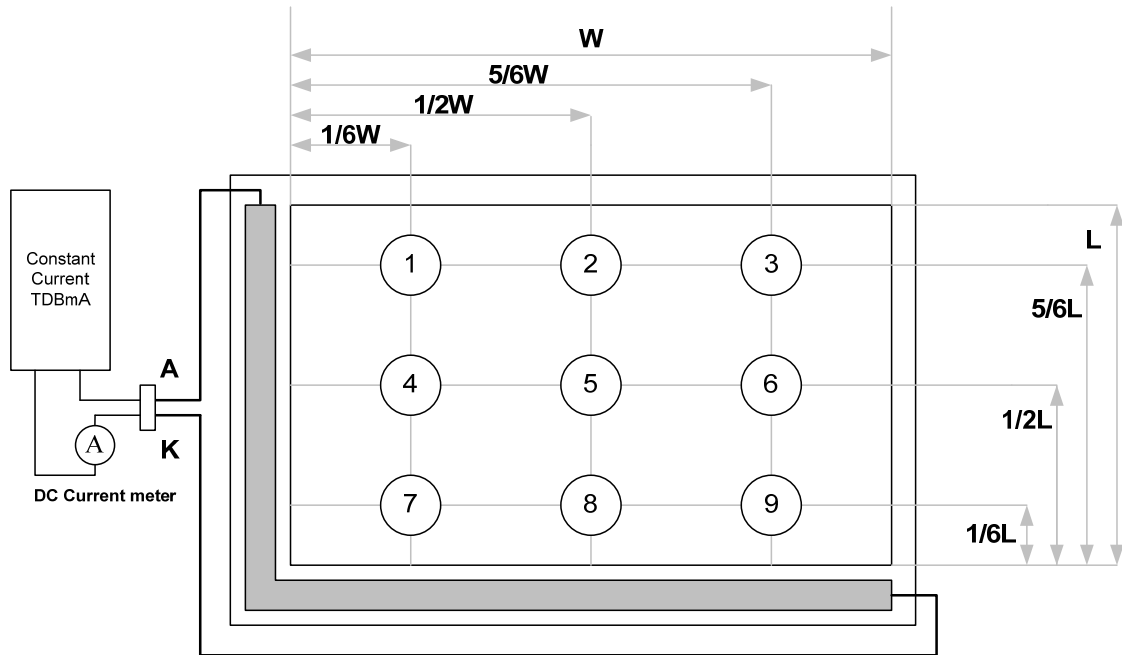 W
5/6W
1/2W
1/6W
Constant
Current
TDBmA
A
K
A
DC Current meter
1
2
3
4
5
6
7
8
9
L
5/6L
1/2L
1/6L